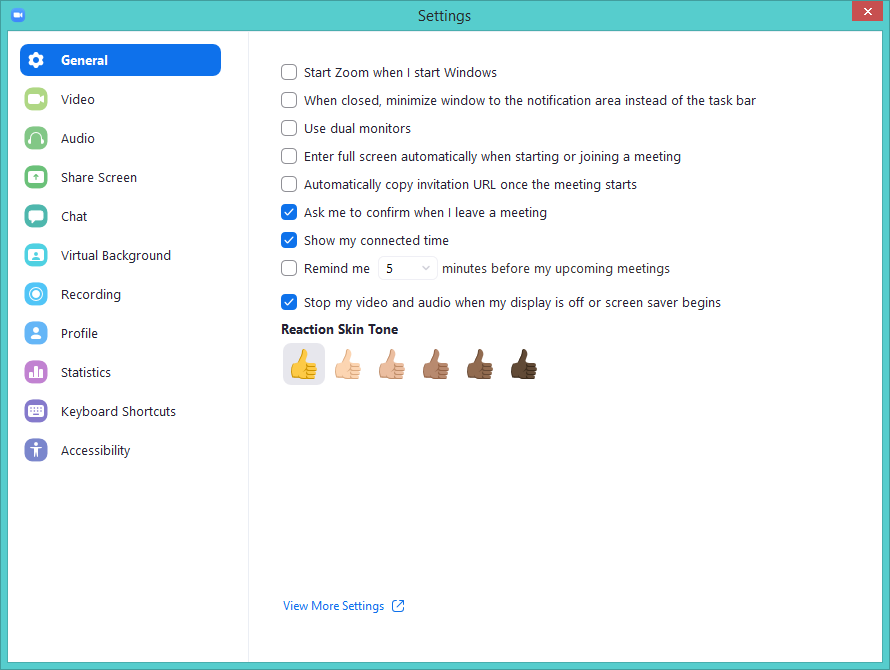 Settings
General
Video
Audio
Share Screen
Chat
Virtual Background
Recording
Profile
Statistics
Keyboard Shortcuts
Accessibility
Start Zoom when I start Windows
When closed, minimize window to the notification area instead of the task bar
Use dual monitors
Enter full screen automatically when starting or joining a meeting
Automatically copy invitation URL once the meeting starts
Ask me to confirm when I leave a meeting
Show my connected time
Remind me 5 minutes before my upcoming meetings
Stop my video and audio when my display is off or screen saver begins
Reaction Skin Tone
View More Settings